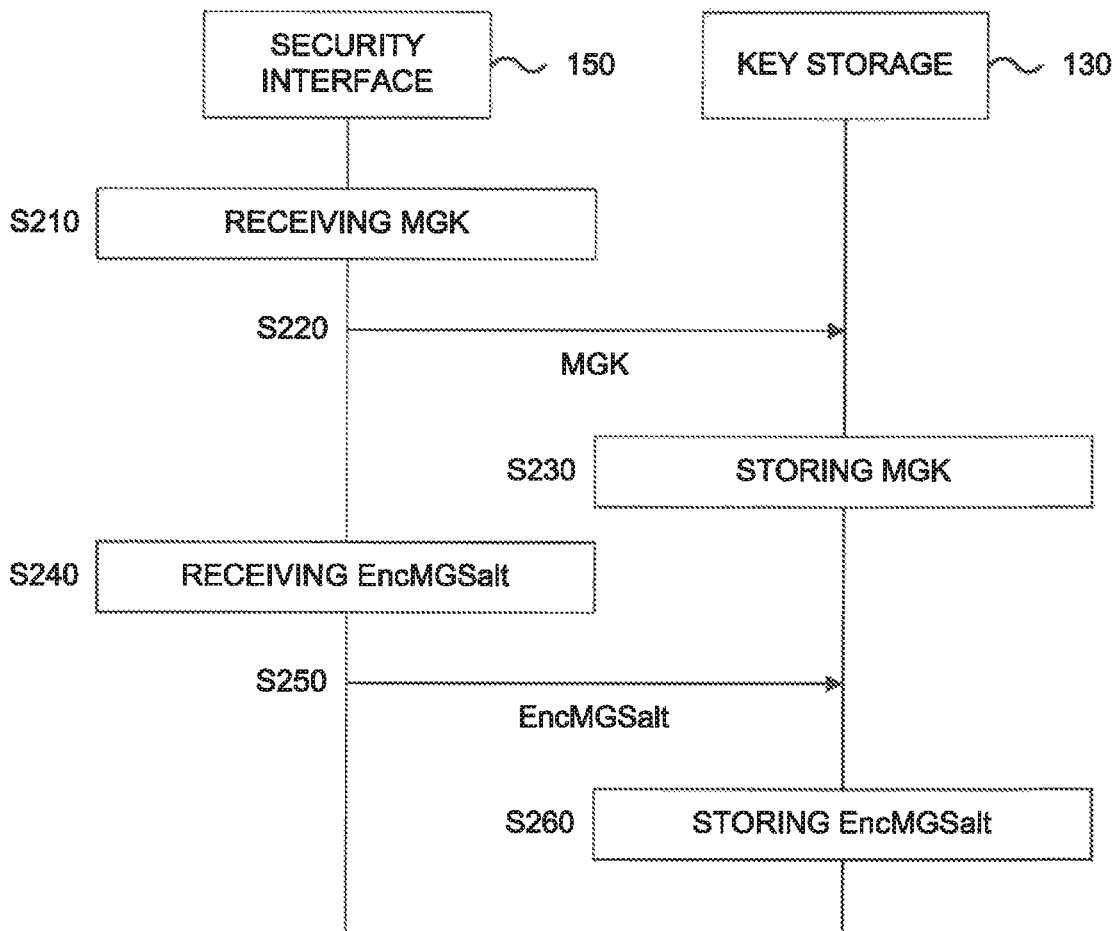 SECURITY
INTERFACE
150
KEY STORAGE
130
S210
RECEIVING MGK
S220
MGK
S230
STORING MGK
S240
RECEIVING EncMGSalt
S250
EncMGSalt
S260
STORING EncMGSalt